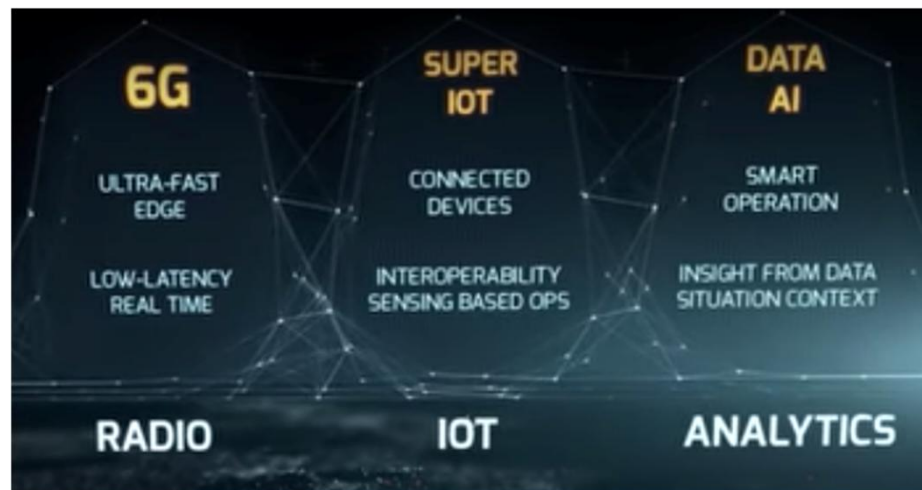 6G
ULTRA-FAST
EDGE
LOW-LATENCY
REAL TIME
RADIO
SUPER
IOT
CONNECTED
DEVICES
INTEROPERABILITY
SENSING BASED OPS
IOT
DATA
AI
SMART
OPERATION
INSIGHT FROM DATA
SITUATION CONTEXT
ANALYTICS